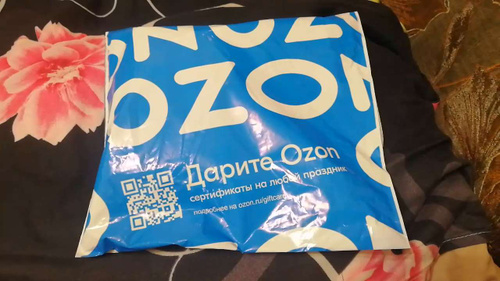 OZON
OZON
Дарите Ozon
сертификаты на любой праздник
подробнее на ozon.ru/giftcard